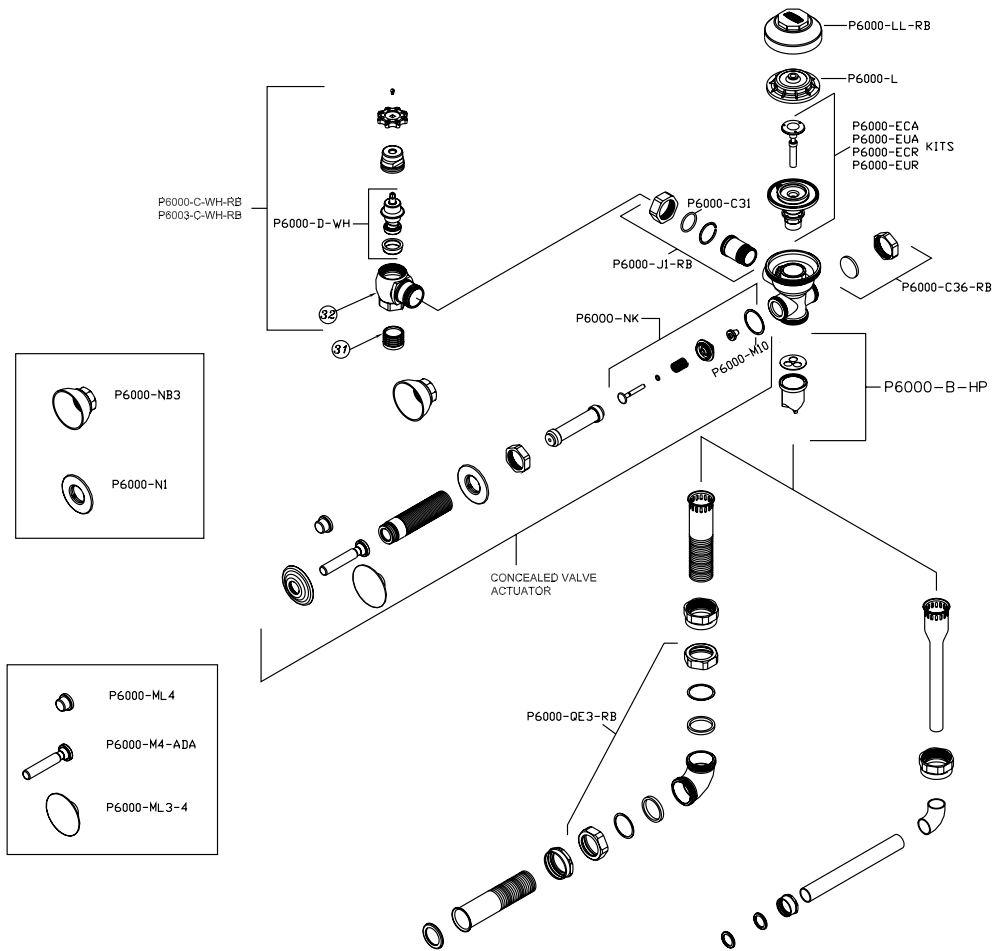 P6000-LL-RB
P6000-L
P6000-ECA
P6000-EUA
P6000-ECR
P6000-EUR
KITS
P6000-C-WH-RB
P6003-C-WH-RB
P6000-D-WH
P6000-C31
P6000-J1-RB
P6000-C36-RB
32
31
P6000-NK
P6000-M10
P6000-B-HP
P6000-NB3
P6000-N1
CONCEALED VALVE
ACTUATOR
P6000-ML4
P6000-M4-ADA
P6000-ML3-4
P6000-QE3-RB